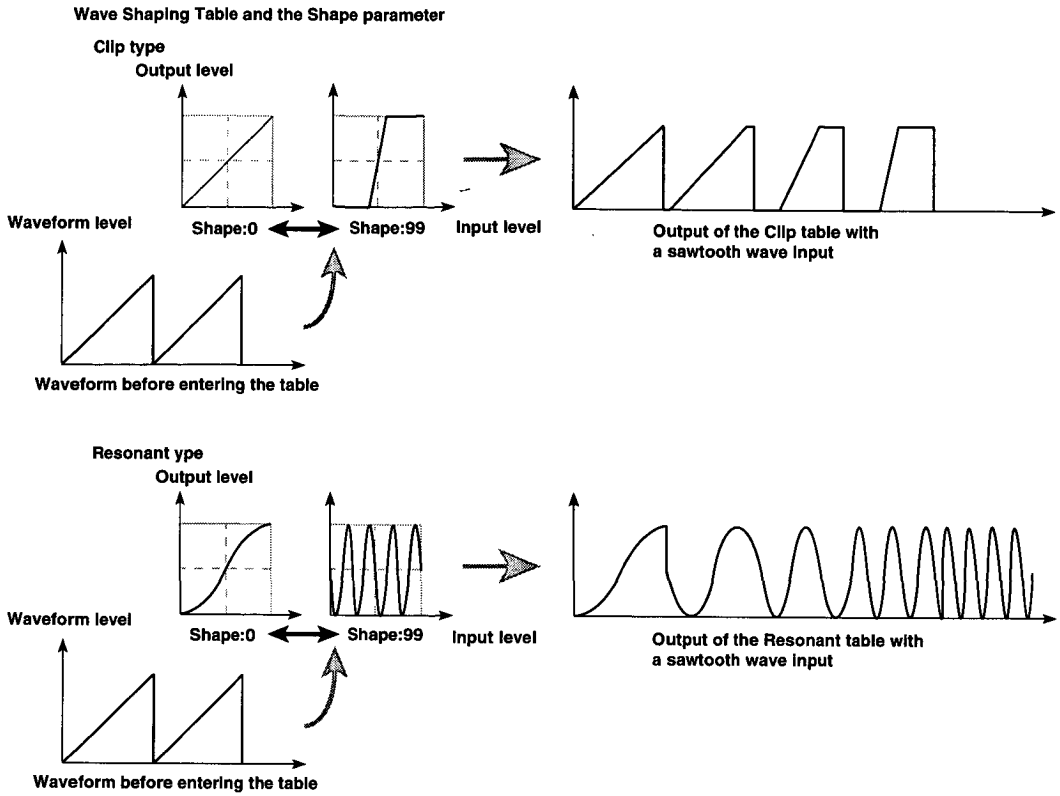 Wave Shaping Table and the Shape parameter
Clip type
Output level
Waveform level
Shape:0
Shape:99
Input level
Output of the Clip table with
a sawtooth wave input
Waveform before entering the table
Resonant ype
Output level
Waveform level
Shape:0
Shape:99
Input level
Output of the Resonant table with
a sawtooth wave input
Waveform before entering the table